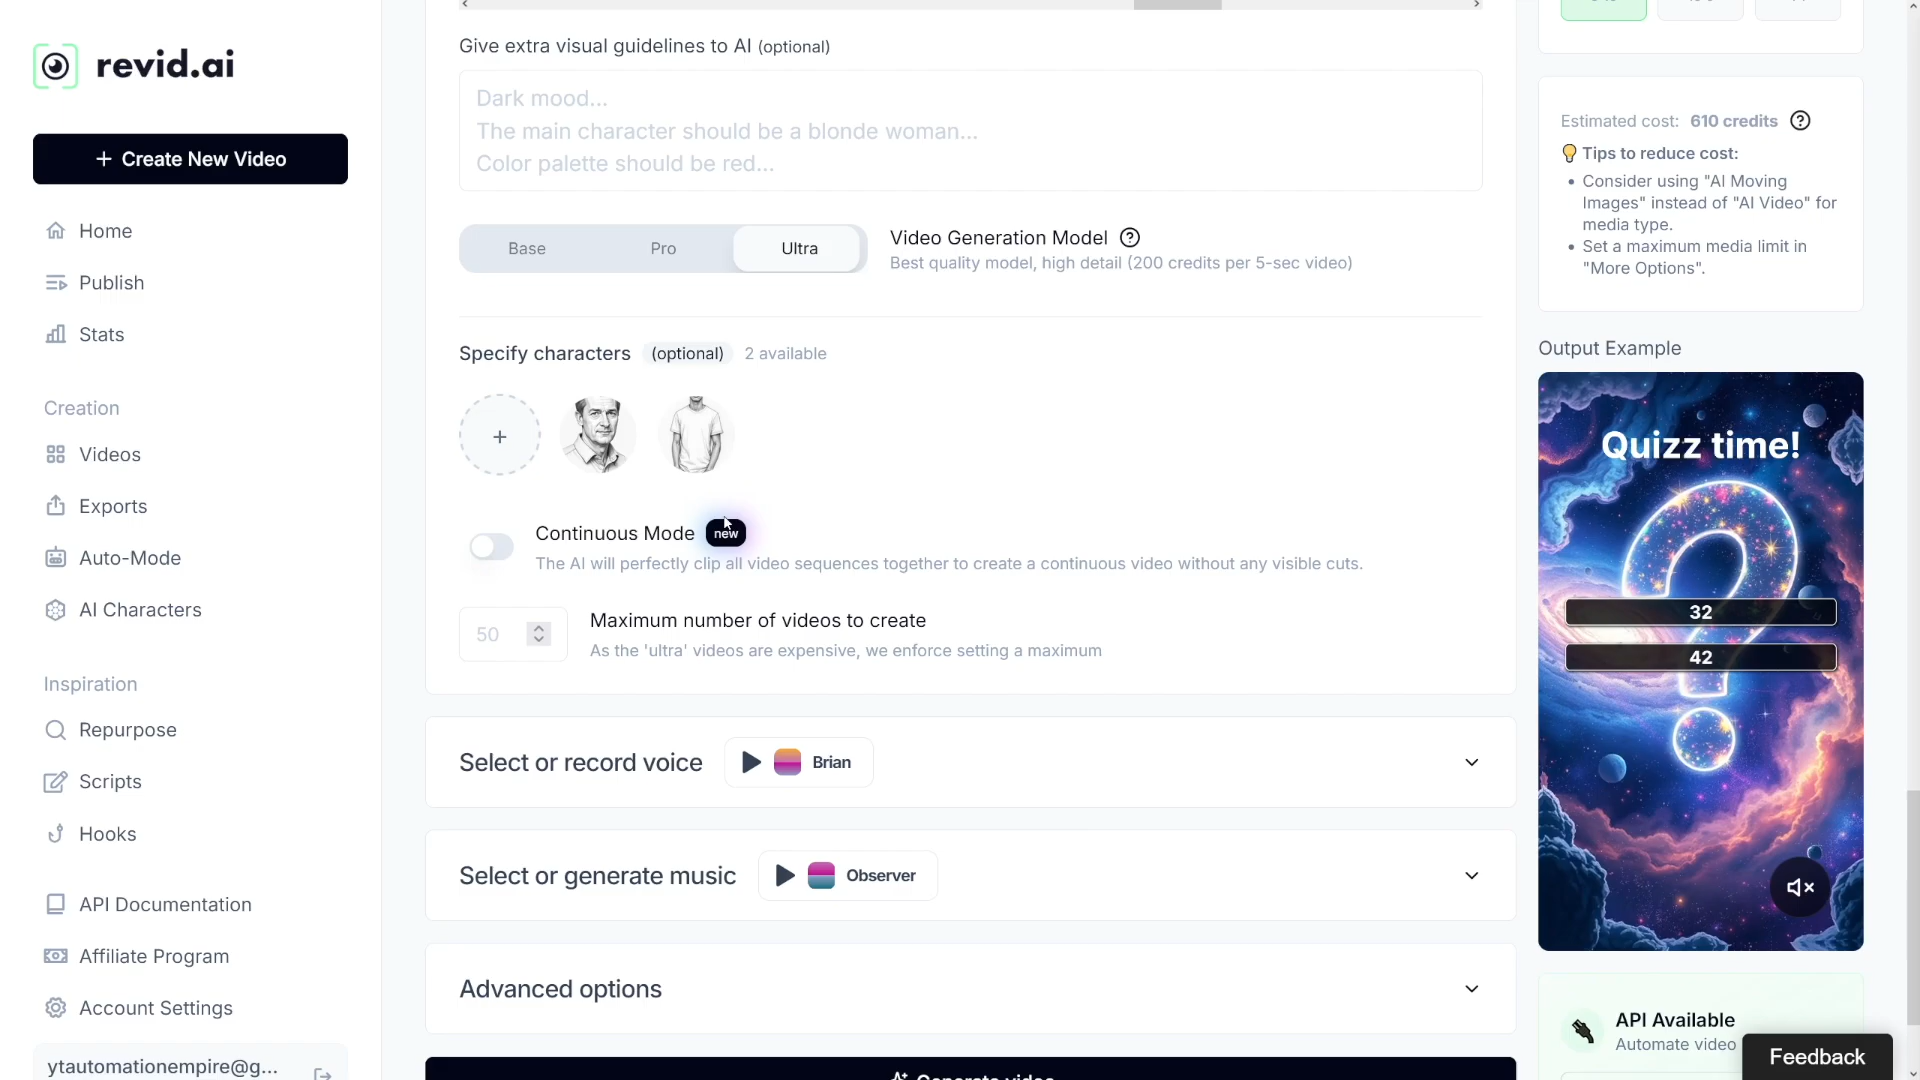 revid.ai
+ Create New Video
Home
Publish
Stats
Creation
Videos
Exports
Auto-Mode
AI Characters
Inspiration
Repurpose
Scripts
Hooks
API Documentation
Affiliate Program
Account Settings
ytautomationempire@g...
Give extra visual guidelines to AI (optional)
Dark mood...
The main character should be a blonde woman...
Color palette should be red...
Base
Pro
Ultra
Video Generation Model
Best quality model, high detail (200 credits per 5-sec video)
Specify characters (optional) 2 available
+
Continuous Mode new
The AI will perfectly clip all video sequences together to create a continuous video without any visible cuts.
50
Maximum number of videos to create
As the 'ultra' videos are expensive, we enforce setting a maximum
Select or record voice
Brian
Select or generate music
Observer
Advanced options
Generate video
Estimated cost: 610 credits
Tips to reduce cost:
• Consider using "AI Moving
Images" instead of "AI Video" for
media type.
• Set a maximum media limit in
"More Options".
Output Example
Quizz time!
32
42
API Available
Automate video
Feedback